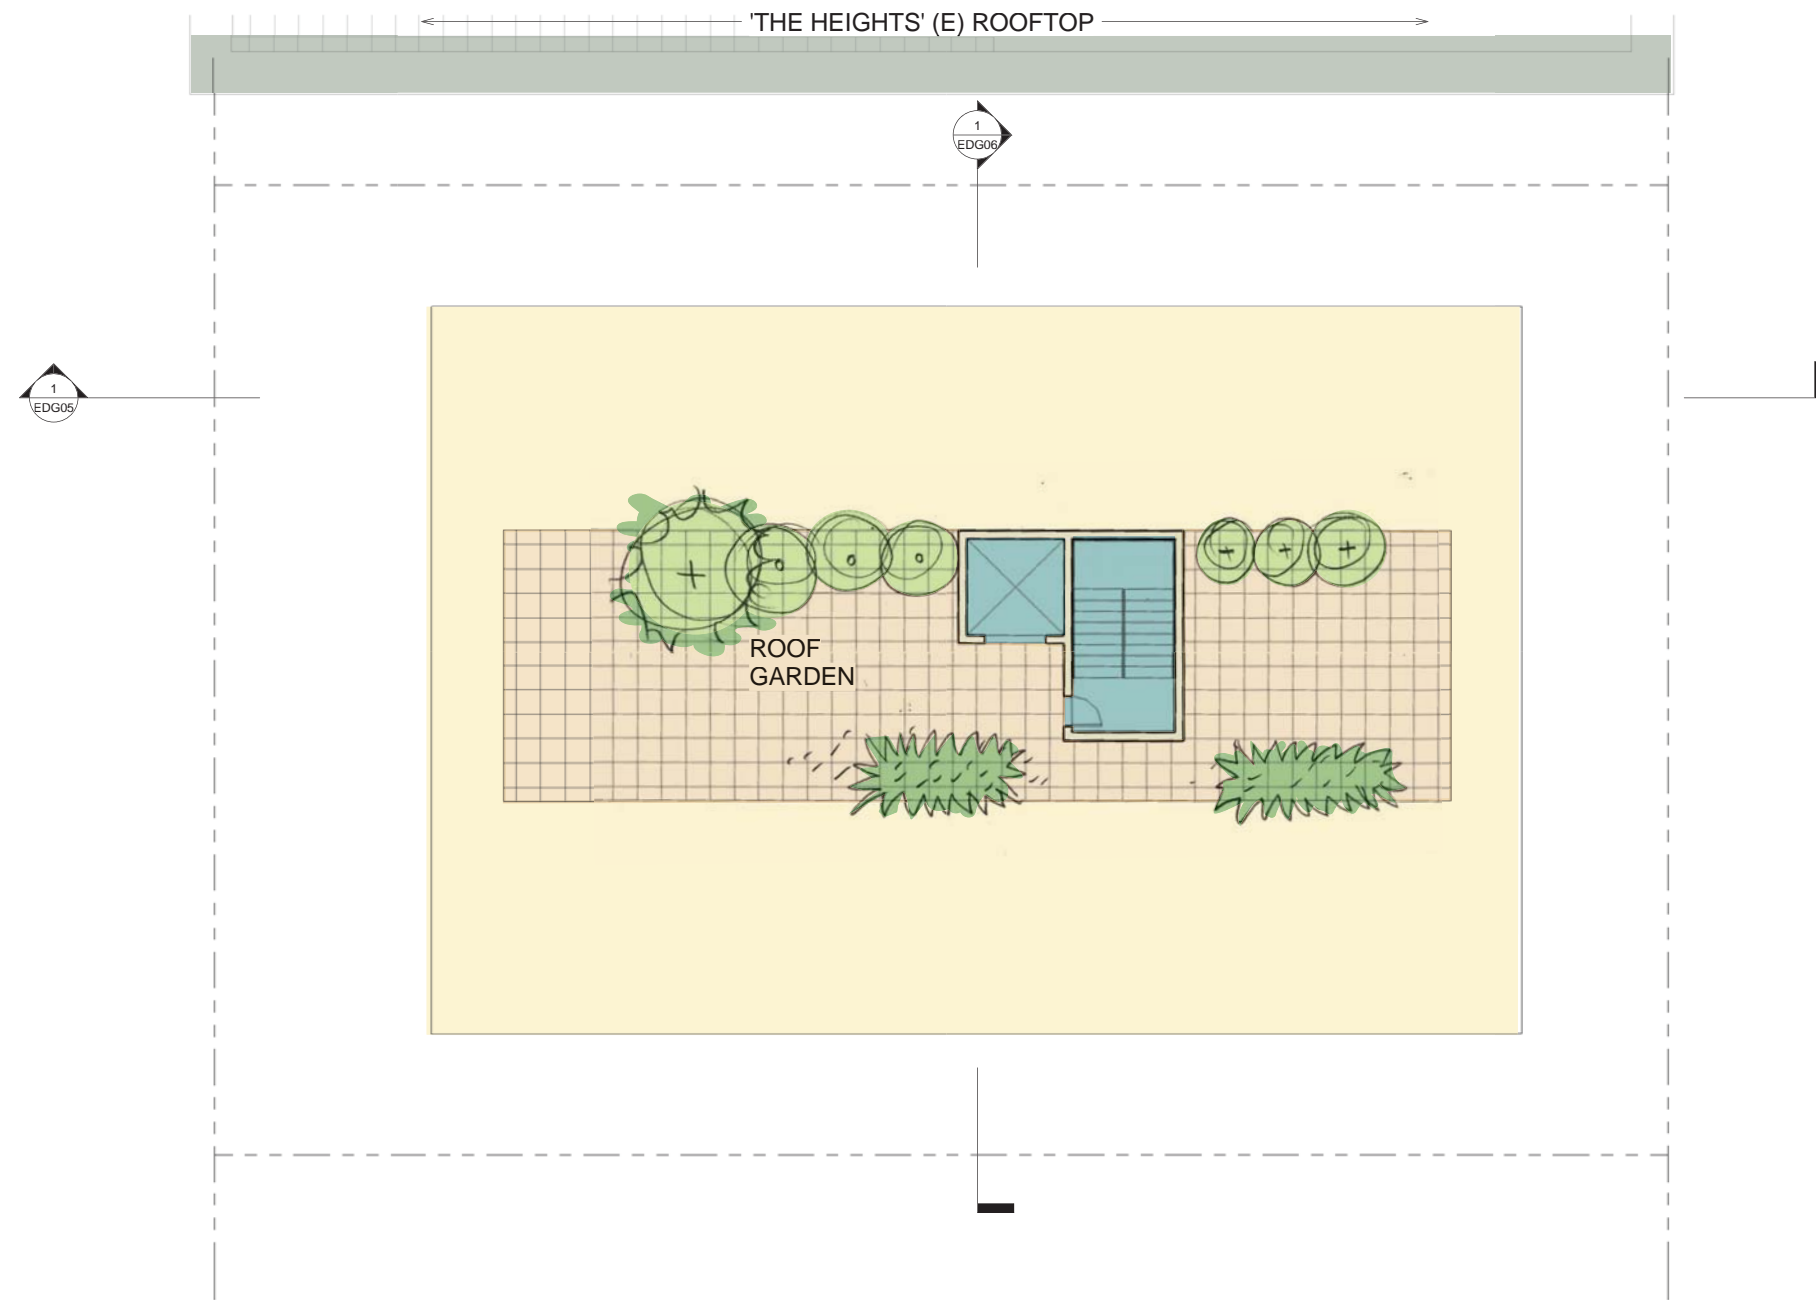 'THE HEIGHTS' (E) ROOFTOP
1
EDG06
1
EDG05
ROOF
GARDEN